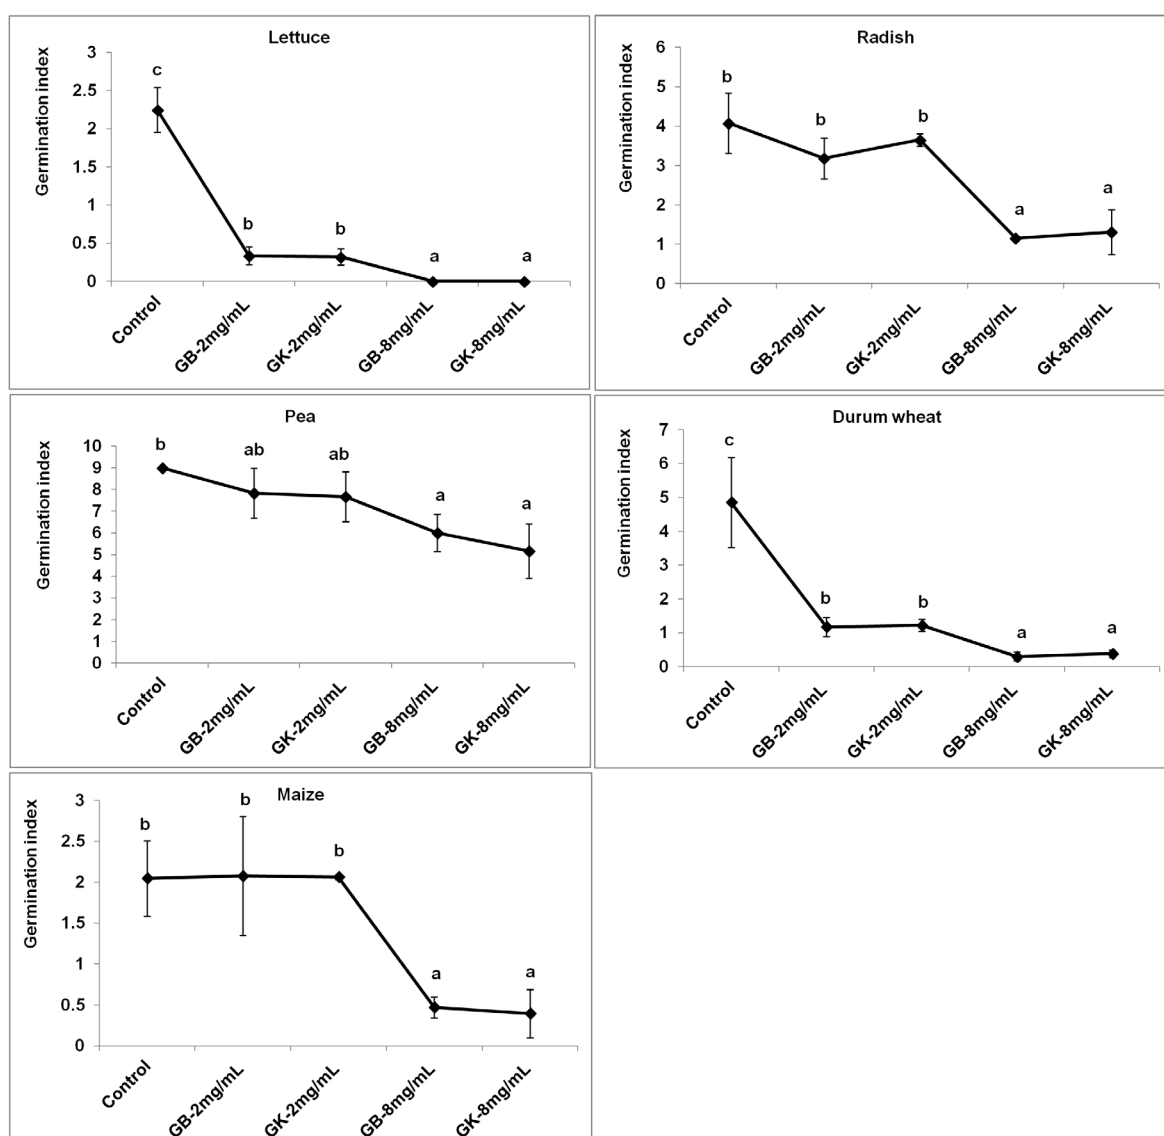 Lettuce
Germination index
3
2.5
2
1.5
1
0.5
0
c
b
b
a
a
Control
GB-2mg/mL
GK-2mg/mL
GB-8mg/mL
GK-8mg/mL
Radish
Germination index
6
5
4
3
2
1
0
b
b
b
a
a
Control
GB-2mg/mL
GK-2mg/mL
GB-8mg/mL
GK-8mg/mL
Pea
Germination index
10
9
8
7
6
5
4
3
2
1
0
b
ab
ab
a
a
Control
GB-2mg/mL
GK-2mg/mL
GB-8mg/mL
GK-8mg/mL
Durum wheat
Germination index
7
6
5
4
3
2
1
0
c
b
b
a
a
Control
GB-2mg/mL
GK-2mg/mL
GB-8mg/mL
GK-8mg/mL
Maize
Germination index
3
2.5
2
1.5
1
0.5
0
b
b
b
a
a
Control
GB-2mg/mL
GK-2mg/mL
GB-8mg/mL
GK-8mg/mL